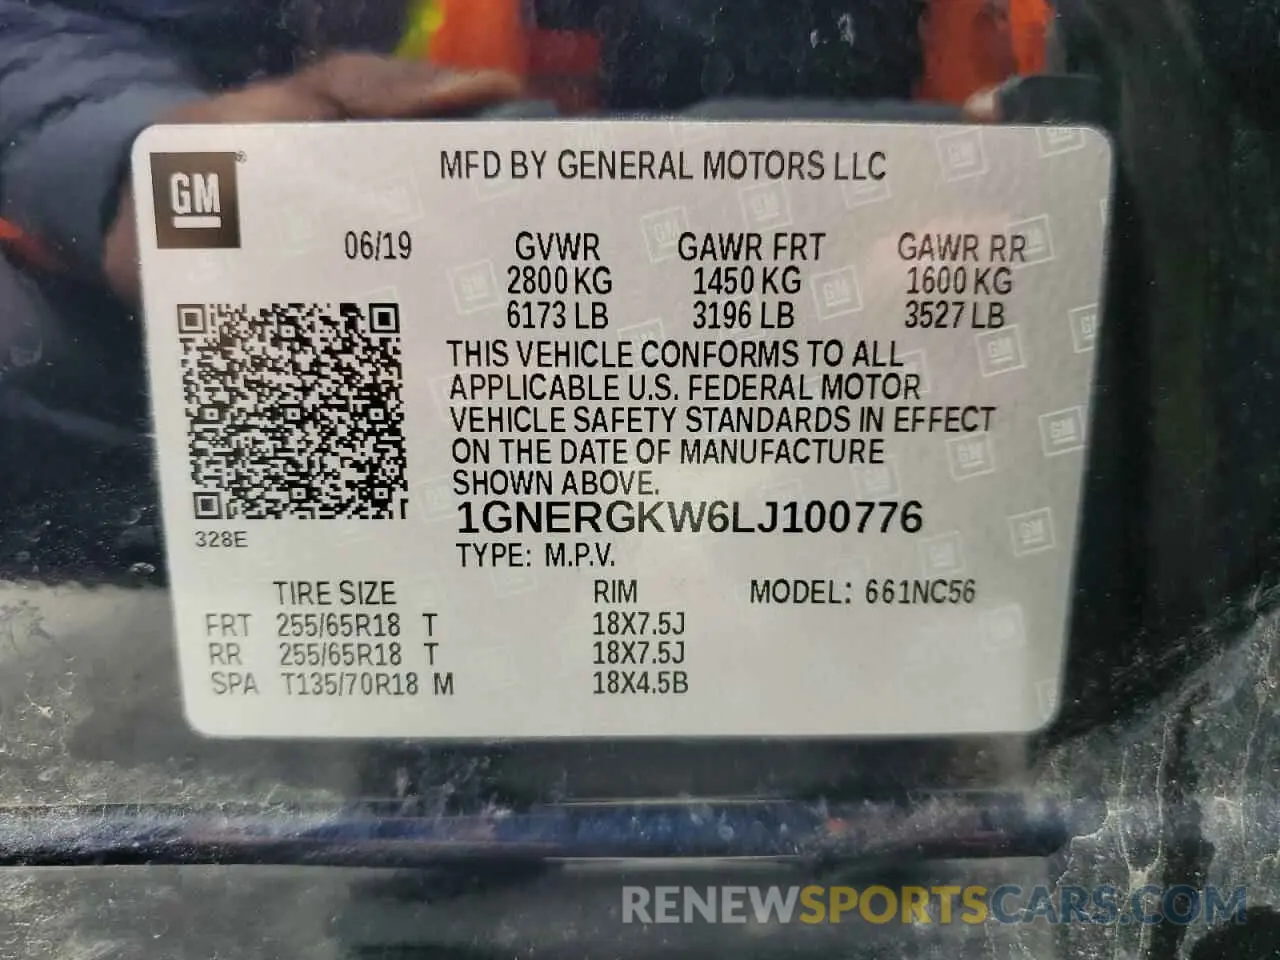 GM®
MFD BY GENERAL MOTORS LLC
06/19 GVWR GAWR FRT GAWR RR
2800 KG 1450 KG 1600 KG
6173 LB 3196 LB 3527 LB
THIS VEHICLE CONFORMS TO ALL
APPLICABLE U.S. FEDERAL MOTOR
VEHICLE SAFETY STANDARDS IN EFFECT
ON THE DATE OF MANUFACTURE
SHOWN ABOVE.
1GNERGKW6LJ100776
328E
TYPE: M.P.V.
TIRE SIZE RIM MODEL: 661NC56
FRT 255/65R18 T 18X7.5J
RR 255/65R18 T 18X7.5J
SPA T135/70R18 M 18X4.5B
RENEWSPORTSCARS.COM